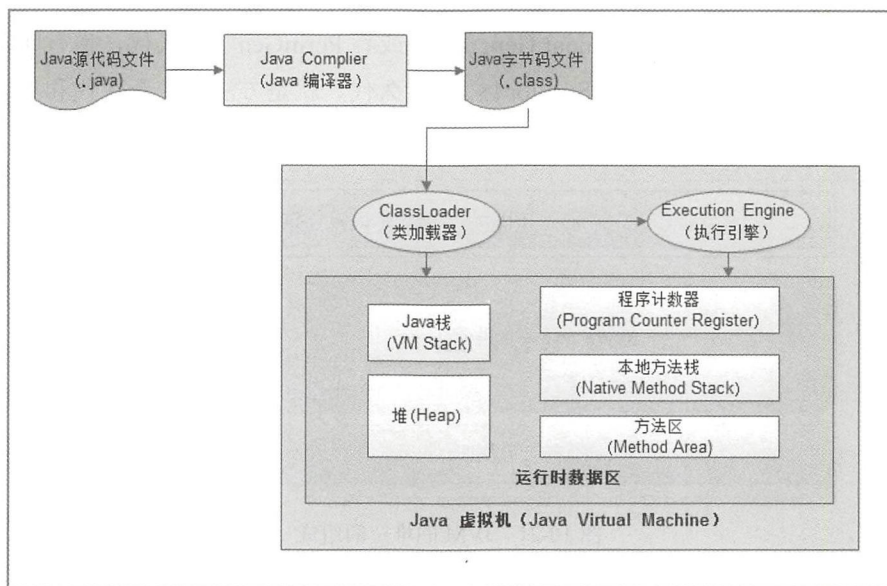 Java源代码文件
(.java)
Java Complier
(Java 编译器)
Java字节码文件
(.class)
ClassLoader
（类加载器）
Execution Engine
（执行引擎）
Java栈
(VM Stack)
堆(Heap)
程序计数器
(Program Counter Register)
本地方法栈
(Native Method Stack)
方法区
(Method Area)
运行时数据区
Java 虚拟机（Java Virtual Machine）